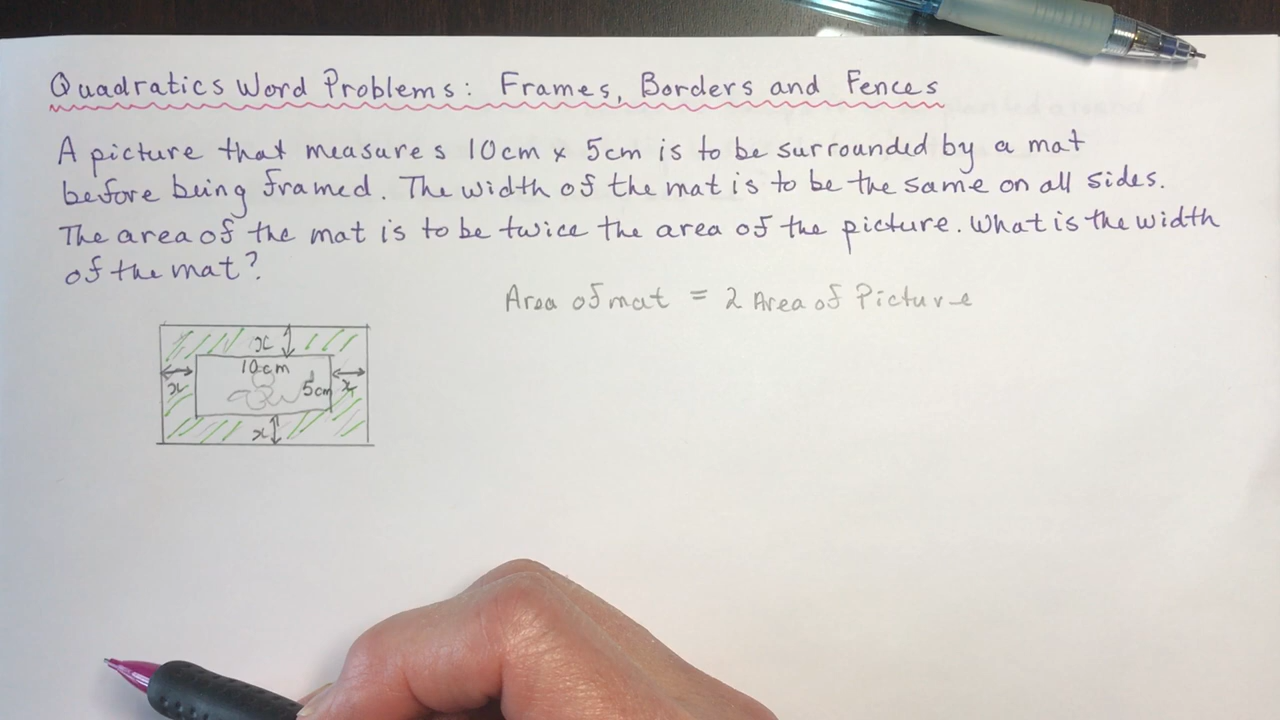 Quadratics Word Problems: Frames, Borders and Fences
A picture that measures 10cm x 5cm is to be surrounded by a mat
before being framed. The width of the mat is to be the same on all sides.
The area of the mat is to be twice the area of the picture. What is the width
of the mat?
Area of mat = 2 Area of Picture
x
10cm
x 5cm x
x